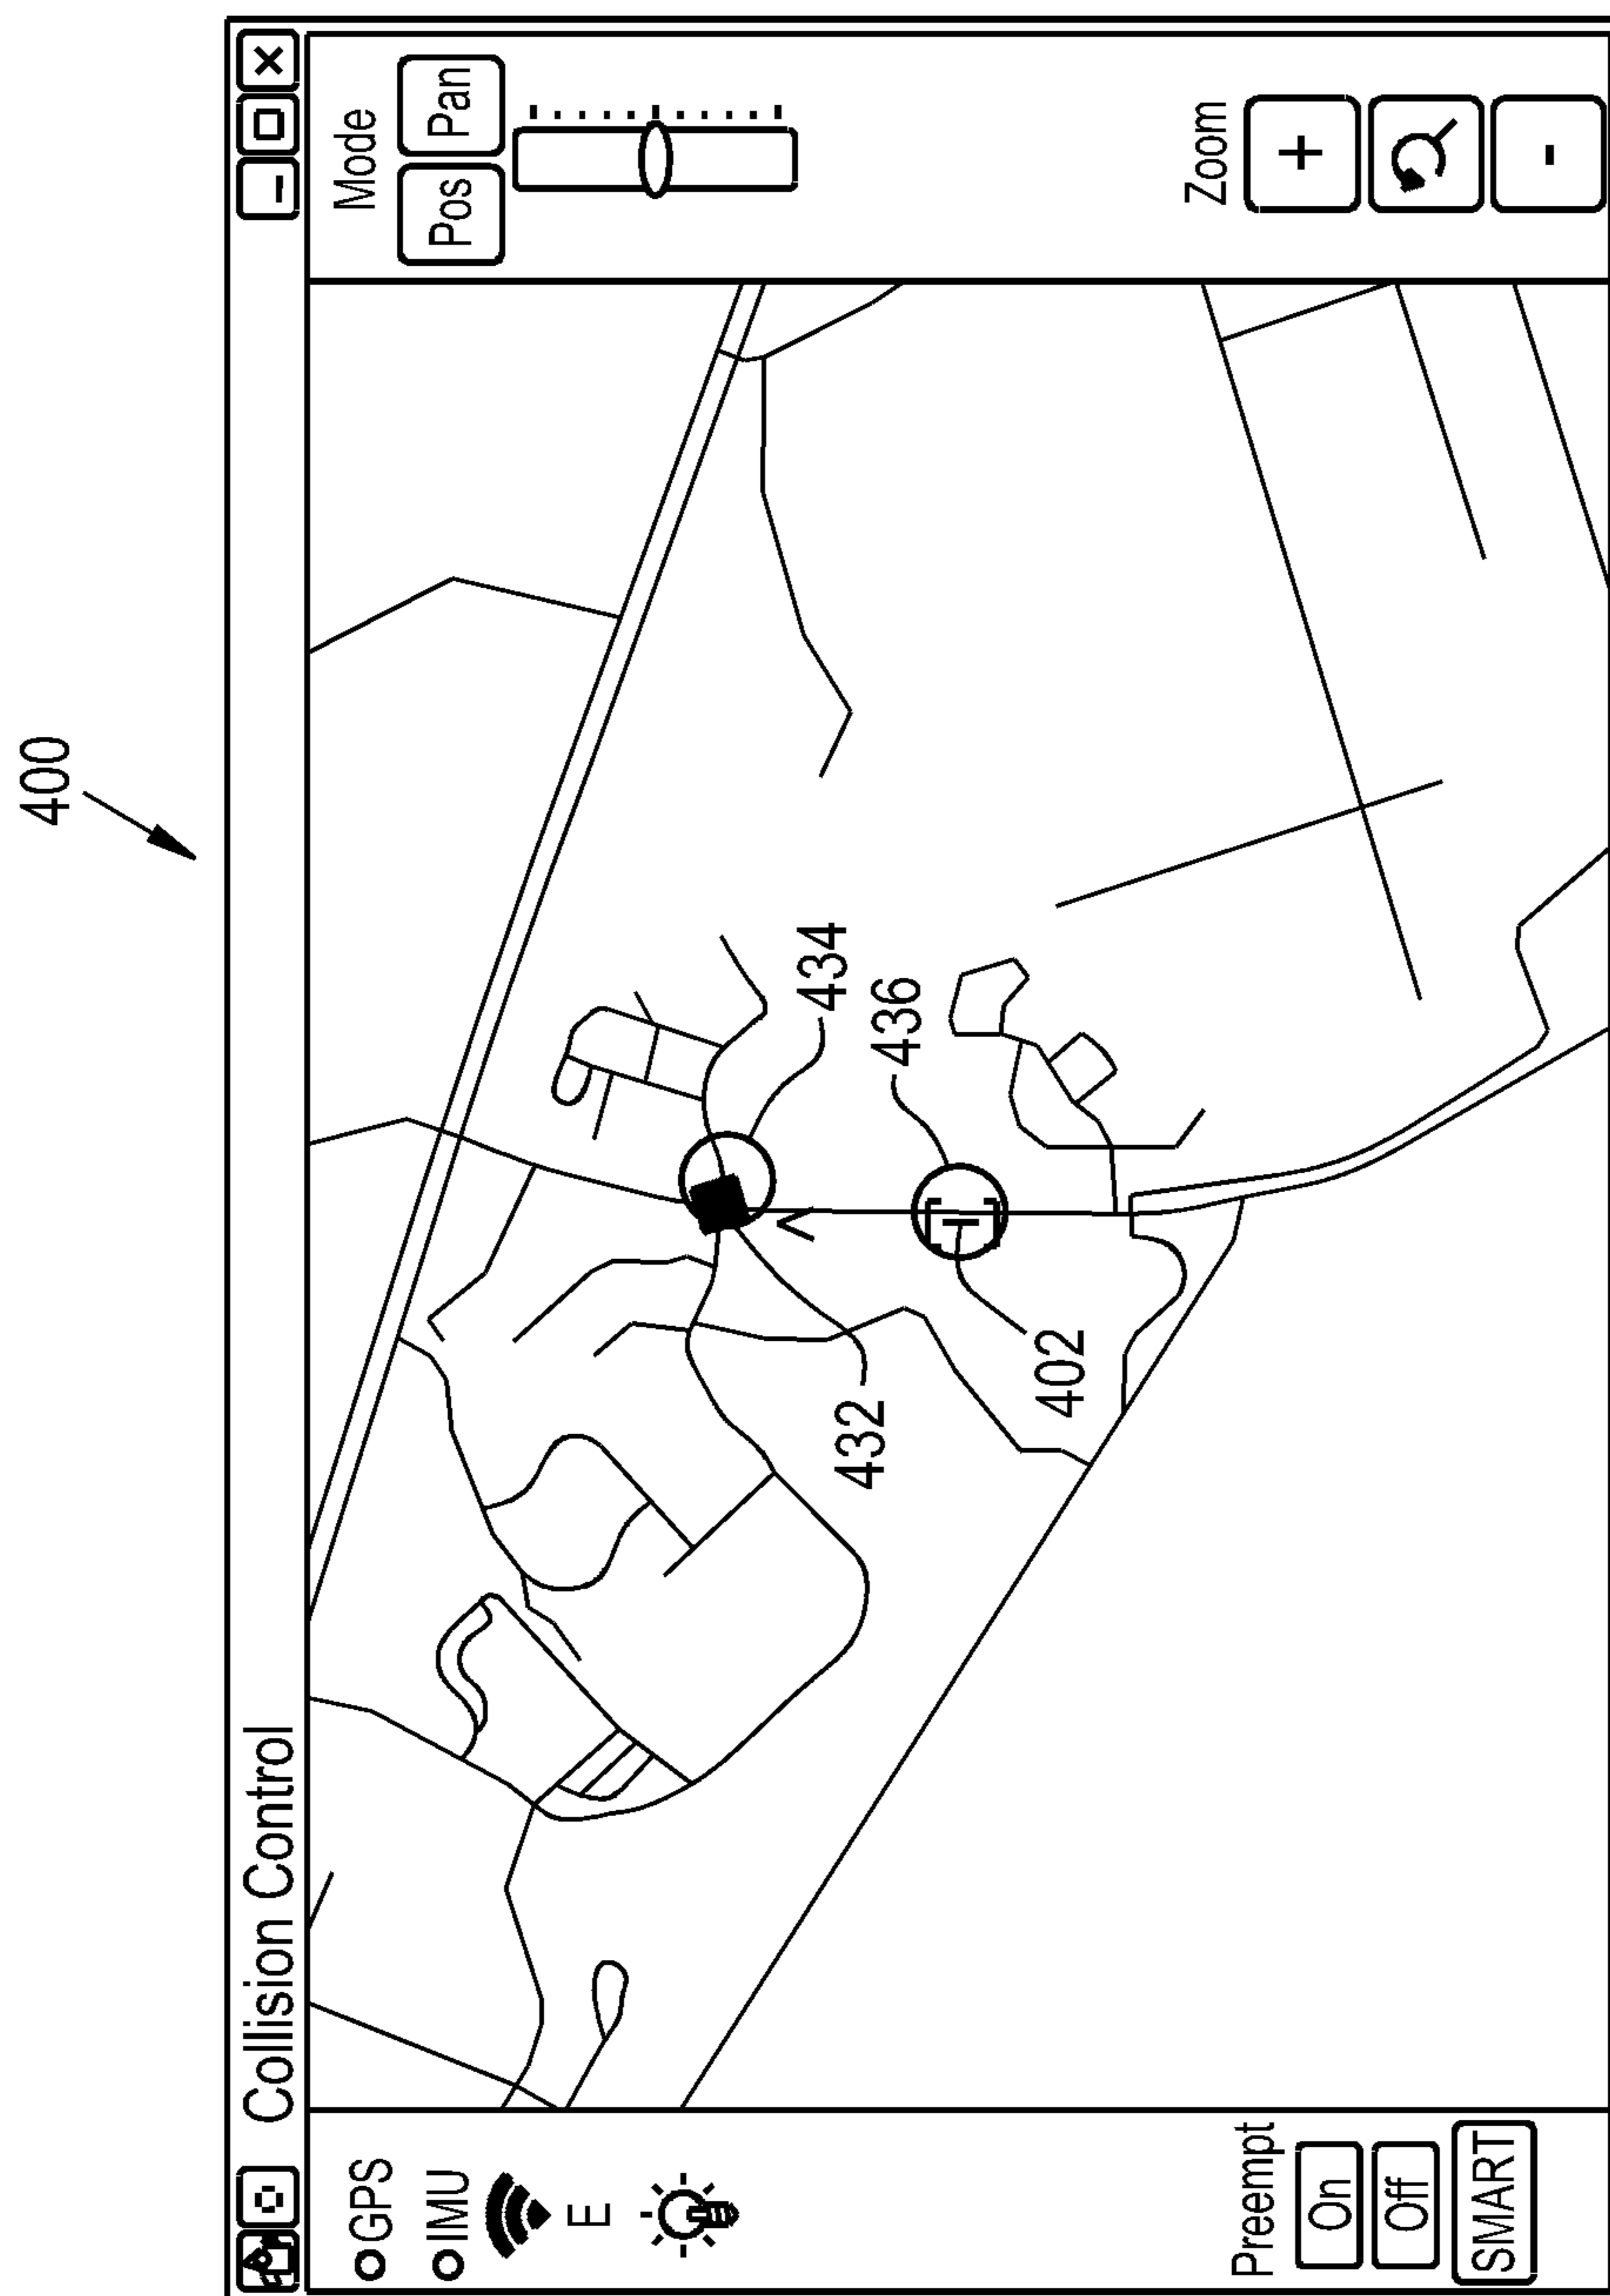 400
Collision Control
GPS
IMU
E
Preempt
On
Off
SMART
434
436
432
402
Mode
Pos Pan
Zoom
+
-